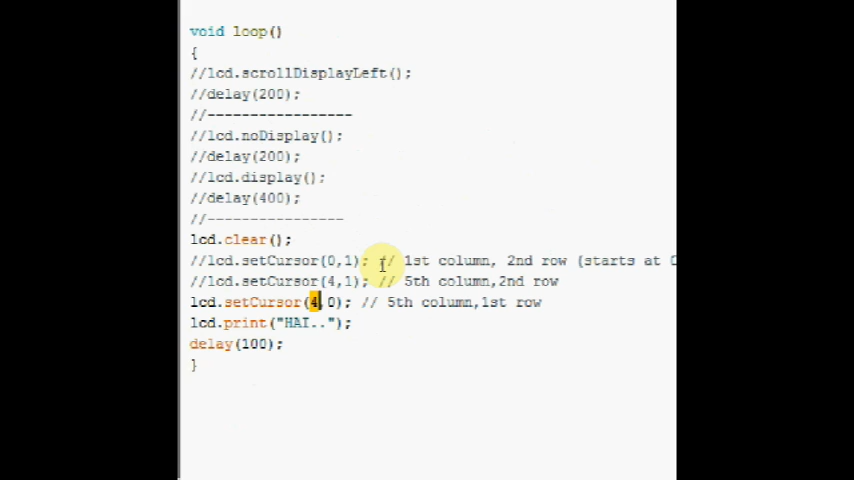 void loop()
{
//lcd.scrollDisplayLeft();
//delay(200);
//-----------------
//lcd.noDisplay();
//delay(200);
//lcd.display();
//delay(400);
//----------------
lcd.clear();
//lcd.setCursor(0,1); // 1st column, 2nd row (starts at
//lcd.setCursor(4,1); // 5th column,2nd row
lcd.setCursor(4,0); // 5th column,1st row
lcd.print("HAI..");
delay(100);
}